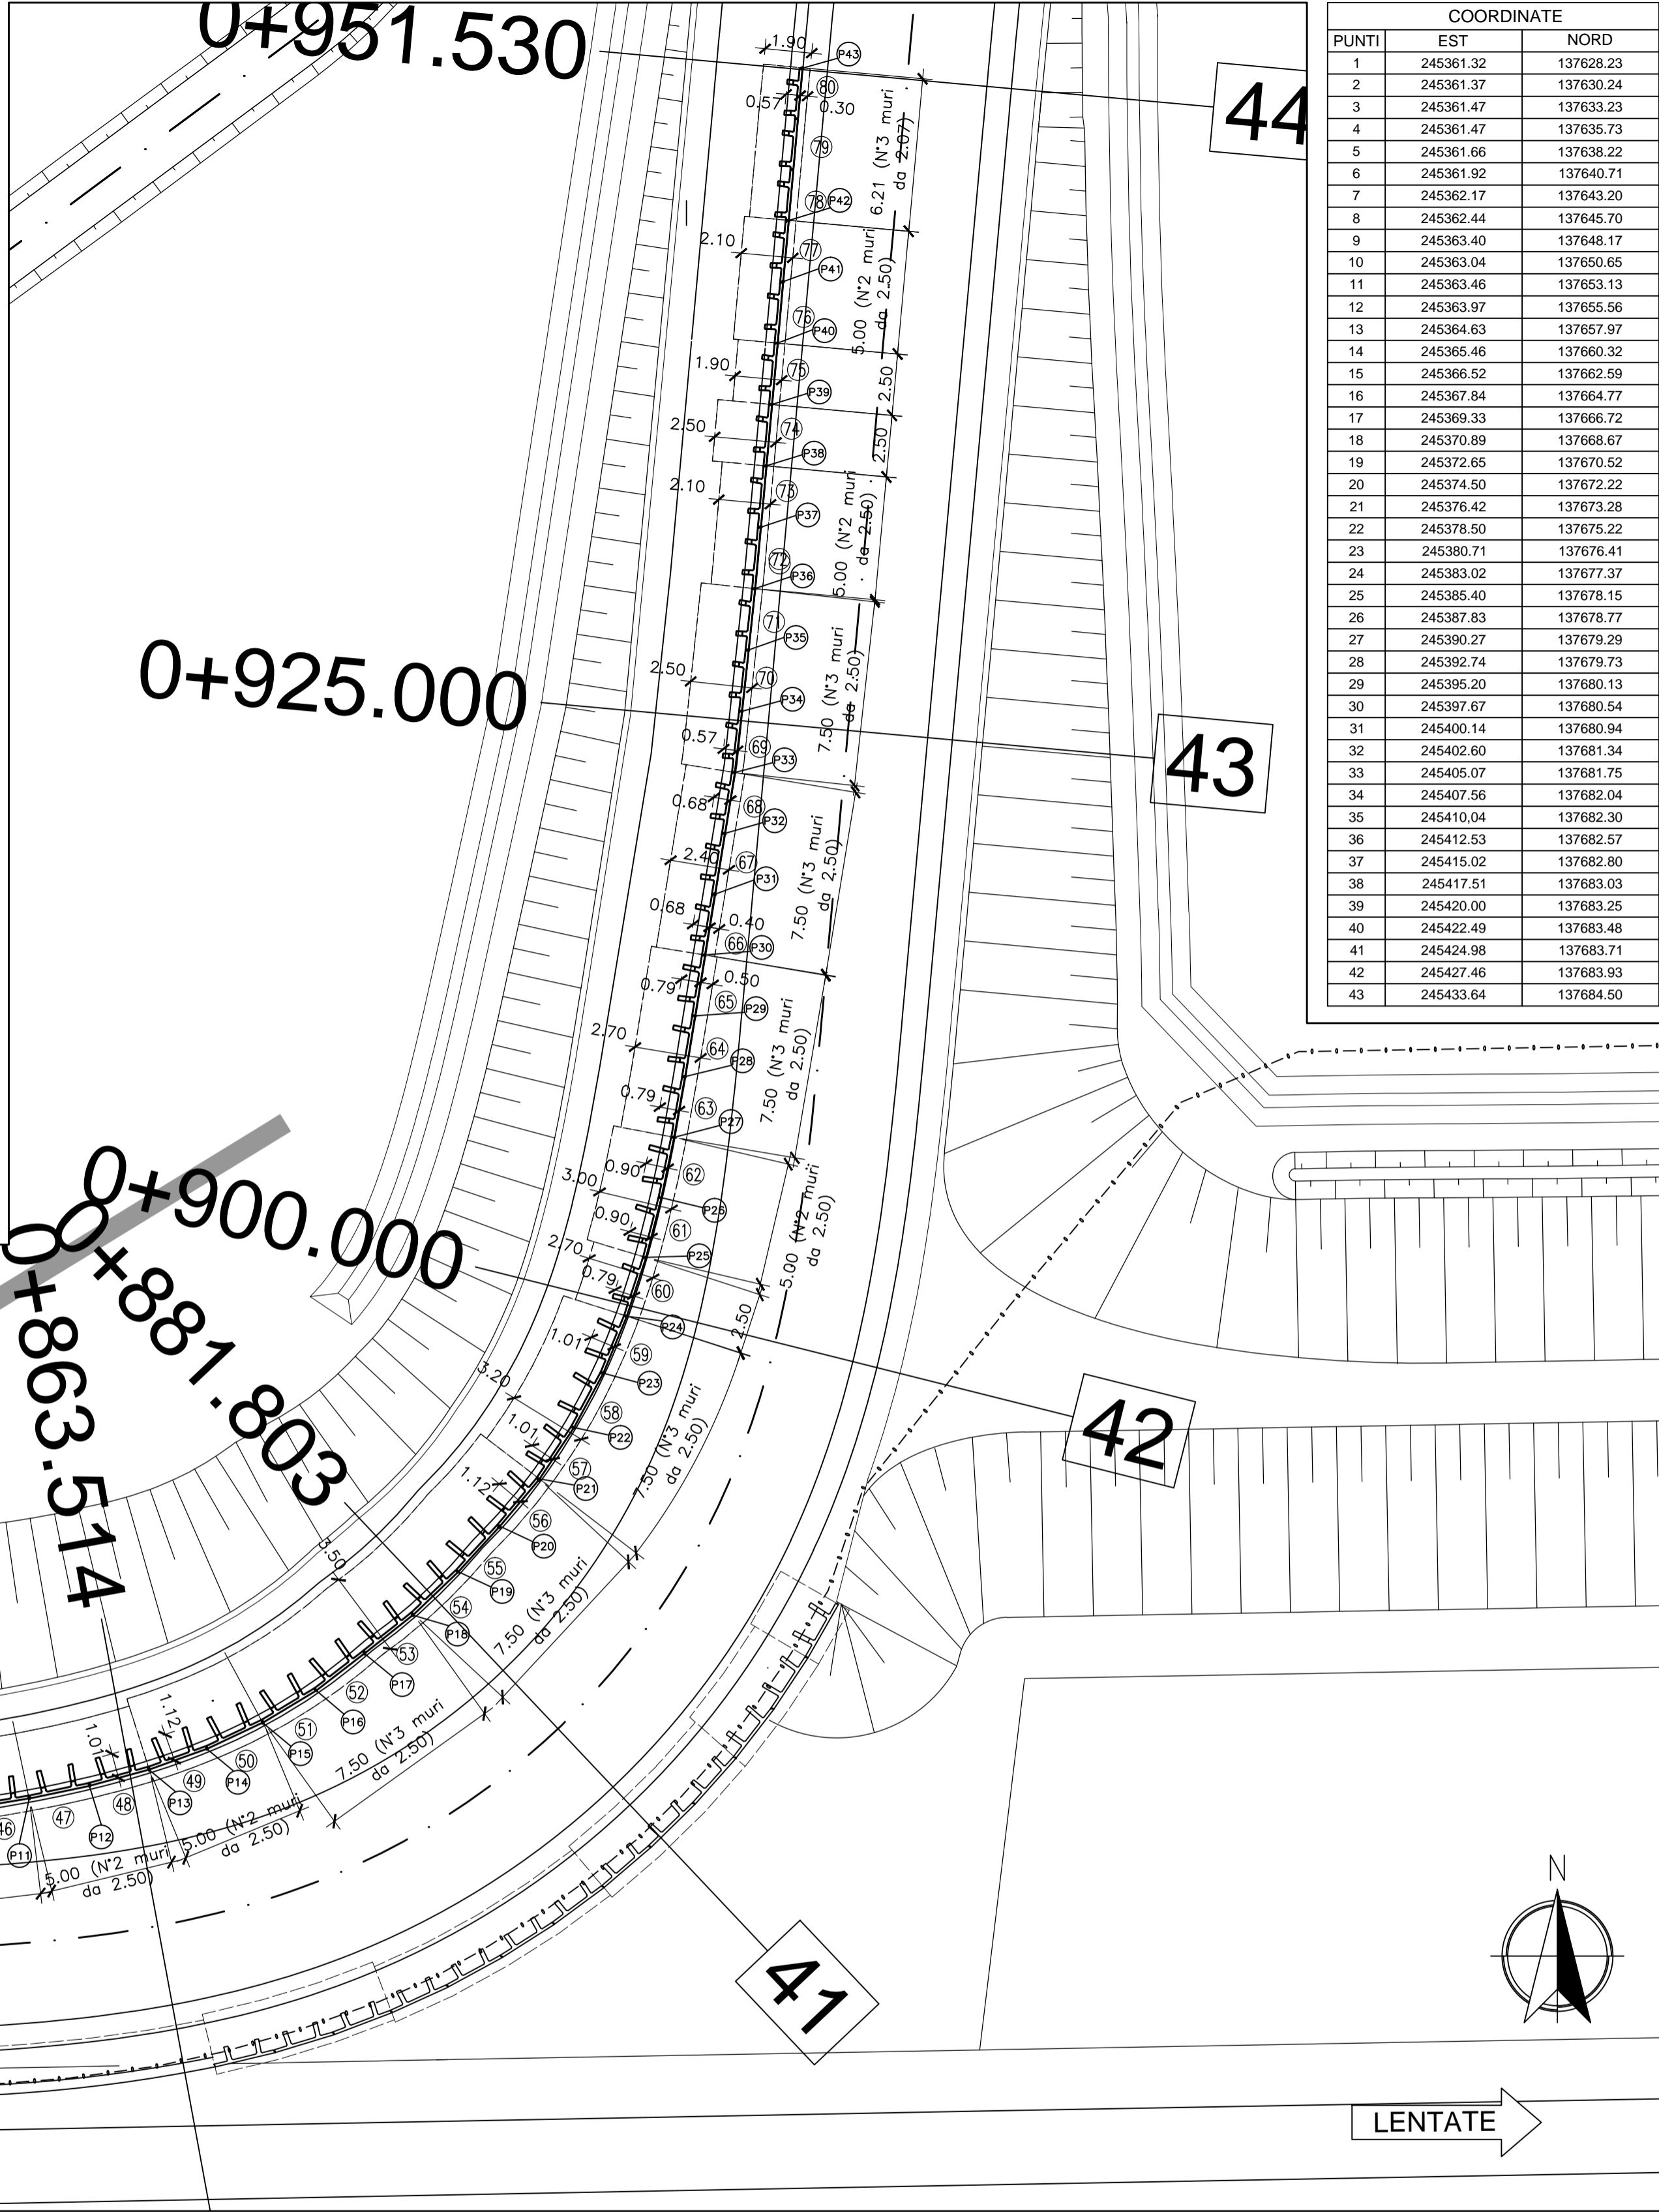 0+951.530
1.90
P43
80
0.57
0.30
79
6.21 (N°3 muri
da 2.07)
44
78
P42
2.10
77
P41
5.00 (N°2 muri
da 2.50)
76
P40
1.90
75
2.50
P39
2.50
74
2.50
P38
2.10
73
P37
5.00 (N°2 muri
da 2.50)
72
P36
71
P35
0+925.000
2.50
70
7.50 (N°3 muri
da 2.50)
P34
0.57
69
P33
43
0.68
68
P32
2.40
67
7.50 (N°3 muri
da 2.50)
P31
0.68
0.40
66
P30
0.79
0.50
65
P29
2.70
64
7.50 (N°3 muri
da 2.50)
P28
0.79
63
P27
0.90
62
3.00
P26
5.00 (N°2 muri
da 2.50)
0.90
61
2.70
P25
0+900.000
0.79
60
P24
2.50
1.01
59
P23
3.20
58
7.50 (N°3 muri
da 2.50)
1.01
P22
42
57
1.12
P21
0+881.803
56
P20
3.50
55
P19
7.50 (N°3 muri
da 2.50)
54
P18
53
P17
0+863.514
52
P16
7.50 (N°3 muri
da 2.50)
1.12
51
P15
1.01
50
P14
49
P13
48
5.00 (N°2 muri
da 2.50)
47
P12
46
P11
5.00 (N°2 muri
da 2.50)
41
COORDINATE
PUNTI EST NORD
1 245361.32 137628.23
2 245361.37 137630.24
3 245361.47 137633.23
4 245361.47 137635.73
5 245361.66 137638.22
6 245361.92 137640.71
7 245362.17 137643.20
8 245362.44 137645.70
9 245363.40 137648.17
10 245363.04 137650.65
11 245363.46 137653.13
12 245363.97 137655.56
13 245364.63 137657.97
14 245365.46 137660.32
15 245366.52 137662.59
16 245367.84 137664.77
17 245369.33 137666.72
18 245370.89 137668.67
19 245372.65 137670.52
20 245374.50 137672.22
21 245376.42 137673.28
22 245378.50 137675.22
23 245380.71 137676.41
24 245383.02 137677.37
25 245385.40 137678.15
26 245387.83 137678.77
27 245390.27 137679.29
28 245392.74 137679.73
29 245395.20 137680.13
30 245397.67 137680.54
31 245400.14 137680.94
32 245402.60 137681.34
33 245405.07 137681.75
34 245407.56 137682.04
35 245410,04 137682.30
36 245412.53 137682.57
37 245415.02 137682.80
38 245417.51 137683.03
39 245420.00 137683.25
40 245422.49 137683.48
41 245424.98 137683.71
42 245427.46 137683.93
43 245433.64 137684.50
N
LENTATE